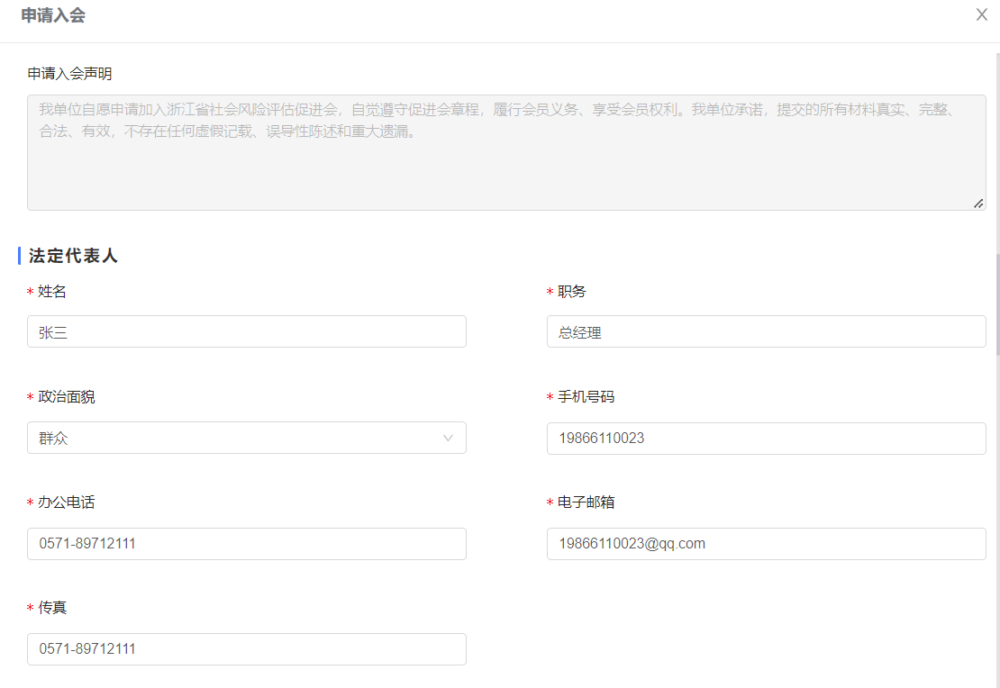 申请入会
申请入会声明
我单位自愿申请加入浙江省社会风险评估促进会，自觉遵守促进会章程，履行会员义务、享受会员权利。我单位承诺，提交的所有材料真实、完整、
合法、有效，不存在任何虚假记载、误导性陈述和重大遗漏。
法定代表人
* 姓名
* 职务
张三
总经理
* 政治面貌
* 手机号码
群众
19866110023
* 办公电话
* 电子邮箱
0571-89712111
19866110023@qq.com
* 传真
0571-89712111